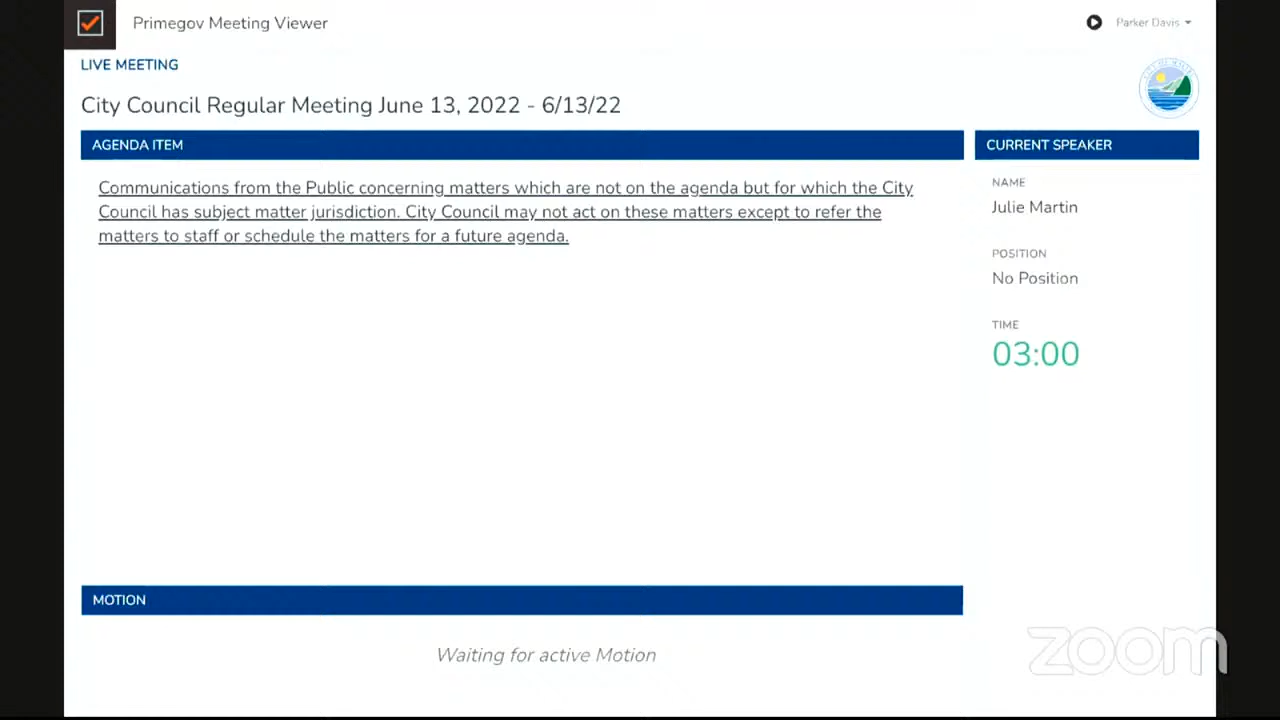 Primegov Meeting Viewer
Parker Davis
LIVE MEETING
City Council Regular Meeting June 13, 2022 - 6/13/22
AGENDA ITEM
CURRENT SPEAKER
Communications from the Public concerning matters which are not on the agenda but for which the City
Council has subject matter jurisdiction. City Council may not act on these matters except to refer the
matters to staff or schedule the matters for a future agenda.
NAME
Julie Martin
POSITION
No Position
TIME
03:00
MOTION
Waiting for active Motion
zoom